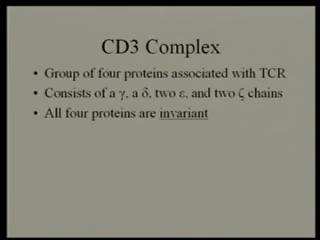 CD3 Complex
• Group of four proteins associated with TCR
• Consists of a γ, a δ, two ε, and two ζ chains
• All four proteins are invariant